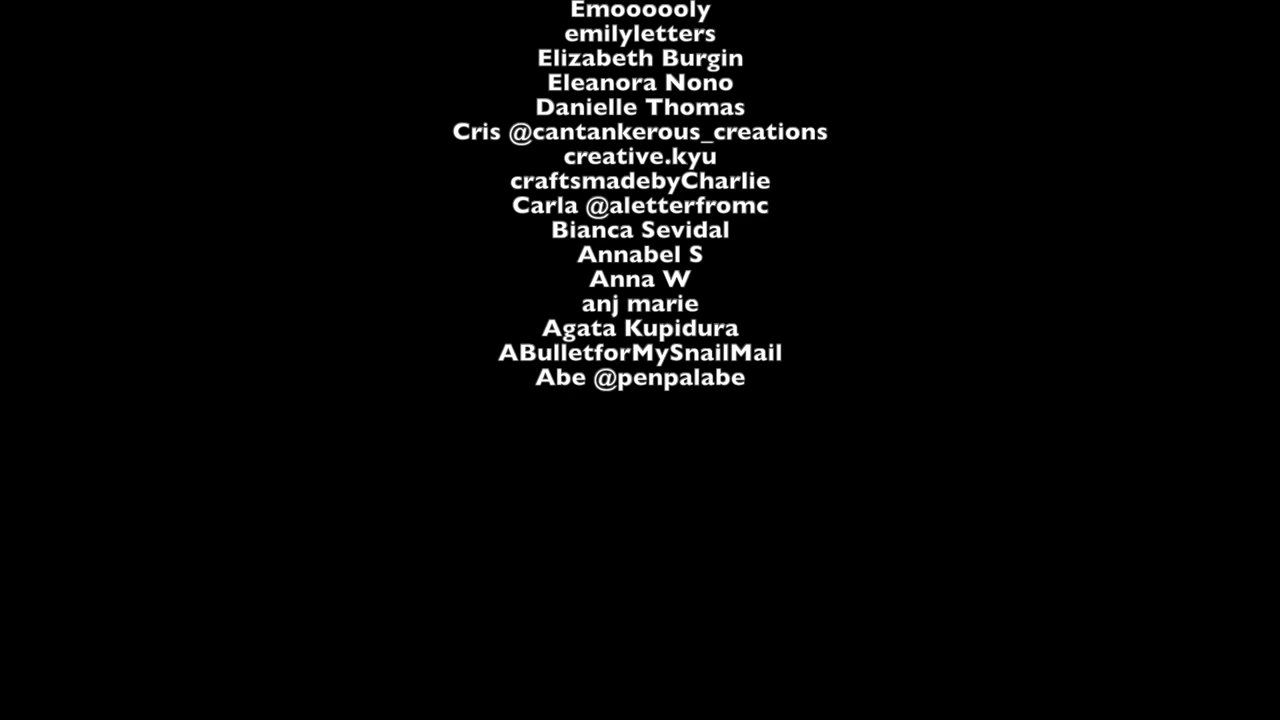 Emoooooly
emilyletters
Elizabeth Burgin
Eleanora Nono
Danielle Thomas
Cris @cantankerous_creations
creative.kyu
craftsmadebyCharlie
Carla @aletterfromc
Bianca Sevidal
Annabel S
Anna W
anj marie
Agata Kupidura
ABulletforMySnailMail
Abe @penpalabe